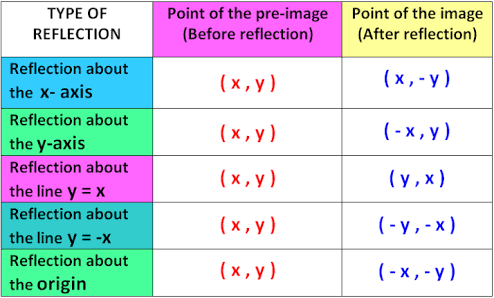 TYPE OF
REFLECTION
Point of the pre-image
(Before reflection)
Point of the image
(After reflection)
Reflection about
the x- axis
( x , y )
( x , - y )
Reflection about
the y-axis
( x , y )
( - x , y )
Reflection about
the line y = x
( x , y )
( y , x )
Reflection about
the line y = -x
( x , y )
( - y , - x )
Reflection about
the origin
( x , y )
( - x , - y )